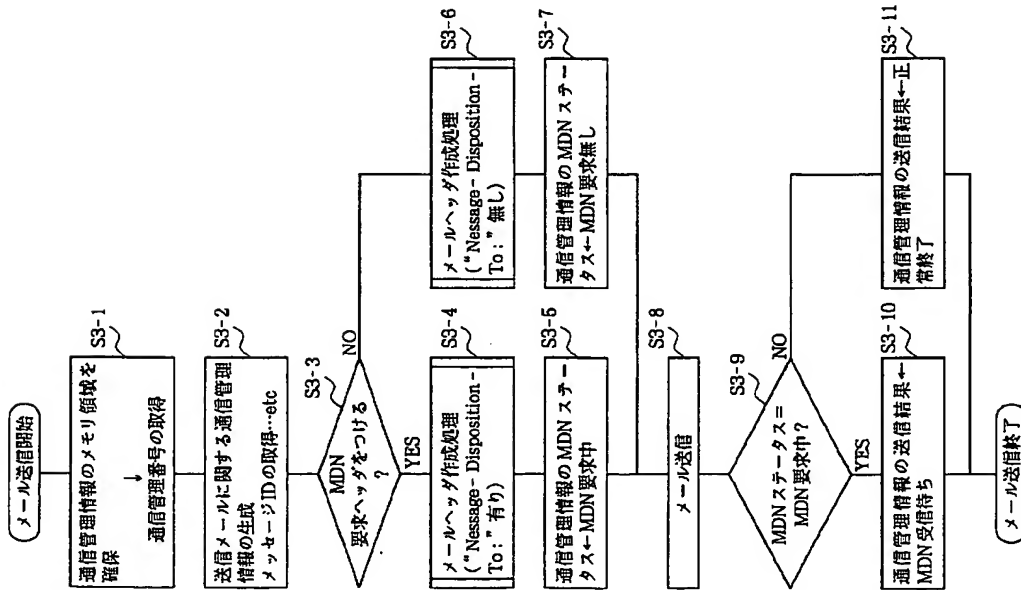 メール送信開始
S3-1
通信管理情報のメモリ領域を
確保
↓
通信管理番号の取得
S3-2
送信メールに関する通信管理
情報の生成
メッセージIDの取得…etc
S3-3
MDN
要求ヘッダをつける
?
NO
YES
S3-4
メールヘッダ作成処理
("Nessage- Disposition-
To:" 有り)
S3-5
通信管理情報のMDN ステー
タス←MDN要求中
S3-6
メールヘッダ作成処理
("Nessage- Disposition-
To:" 無し)
S3-7
通信管理情報のMDN ステー
タス←MDN要求無し
S3-8
メール送信
S3-9
MDNステータス=
MDN要求中?
NO
YES
S3-10
通信管理情報の送信結果←
MDN受信待ち
S3-11
通信管理情報の送信結果←正
常終了
メール送信終了